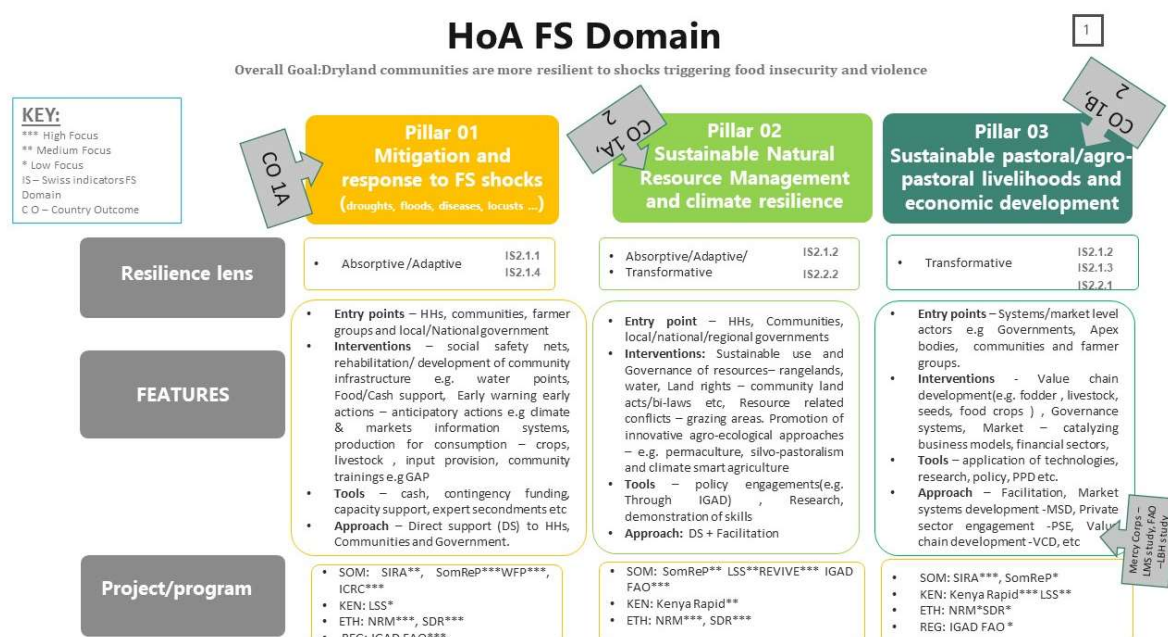 HoA FS Domain
1
Overall Goal:Dryland communities are more resilient to shocks triggering food insecurity and violence
KEY:
*** High Focus
** Medium Focus
* Low Focus
IS – Swiss indicators FS
Domain
C O – Country Outcome
CO 1A
Pillar 01
Mitigation and
response to FS shocks
(droughts, floods, diseases, locusts ...)
CO 1A,
2
Pillar 02
Sustainable Natural
Resource Management
and climate resilience
CO 1B,
2
Pillar 03
Sustainable pastoral/agro-
pastoral livelihoods and
economic development
Resilience lens
• Absorptive /Adaptive
IS2.1.1
IS2.1.4
• Absorptive/Adaptive/
• Transformative
IS2.1.2
IS2.2.2
• Transformative
IS2.1.2
IS2.1.3
IS2.2.1
FEATURES
• Entry points – HHs, communities, farmer
groups and local/National government
• Interventions – social safety nets,
rehabilitation/ development of community
infrastructure e.g. water points,
Food/Cash support, Early warning early
actions – anticipatory actions e.g climate
& markets information systems,
production for consumption – crops,
livestock , input provision, community
trainings e.g GAP
• Tools – cash, contingency funding,
capacity support, expert secondments etc
• Approach – Direct support (DS) to HHs,
Communities and Government.
• Entry point – HHs, Communities,
local/national/regional governments
• Interventions: Sustainable use and
Governance of resources– rangelands,
water, Land rights – community land
acts/bi-laws etc, Resource related
conflicts – grazing areas. Promotion of
innovative agro-ecological approaches
– e.g. permaculture, silvo-pastoralism
and climate smart agriculture
• Tools – policy engagements(e.g.
Through IGAD) , Research,
demonstration of skills
• Approach: DS + Facilitation
• Entry points – Systems/market level
actors e.g Governments, Apex
bodies, communities and farmer
groups.
• Interventions - Value chain
development(e.g. fodder , livestock,
seeds, food crops ) , Governance
systems, Market – catalyzing
business models, financial sectors,
• Tools – application of technologies,
research, policy, PPD etc.
• Approach – Facilitation, Market
systems development -MSD, Private
sector engagement -PSE, Value
chain development -VCD, etc
Mercy Corps –
LMS study, FAO
–LBH study
Project/program
• SOM: SIRA**, SomReP***WFP***,
ICRC***
• KEN: LSS*
• ETH: NRM***, SDR***
• REG: IGAD FAO***
• SOM: SomReP** LSS**REVIVE*** IGAD
FAO***
• KEN: Kenya Rapid**
• ETH: NRM***, SDR***
• SOM: SIRA***, SomReP*
• KEN: Kenya Rapid*** LSS**
• ETH: NRM*SDR*
• REG: IGAD FAO *